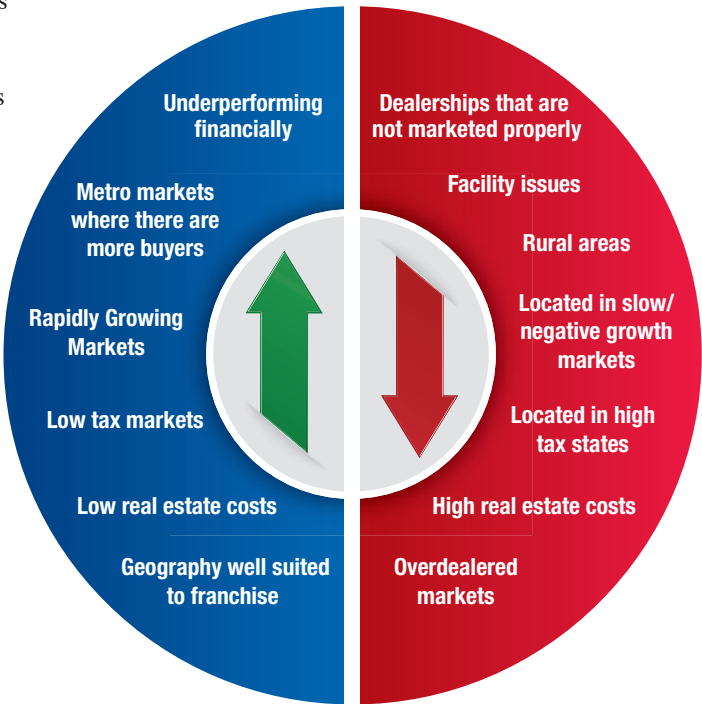 s
s
Underperforming
financially
Metro markets
where there are
more buyers
Rapidly Growing
Markets
Low tax markets
Low real estate costs
Geography well suited
to franchise
Dealerships that are
not marketed properly
Facility issues
Rural areas
Located in slow/
negative growth
markets
Located in high
tax states
High real estate costs
Overdealered
markets